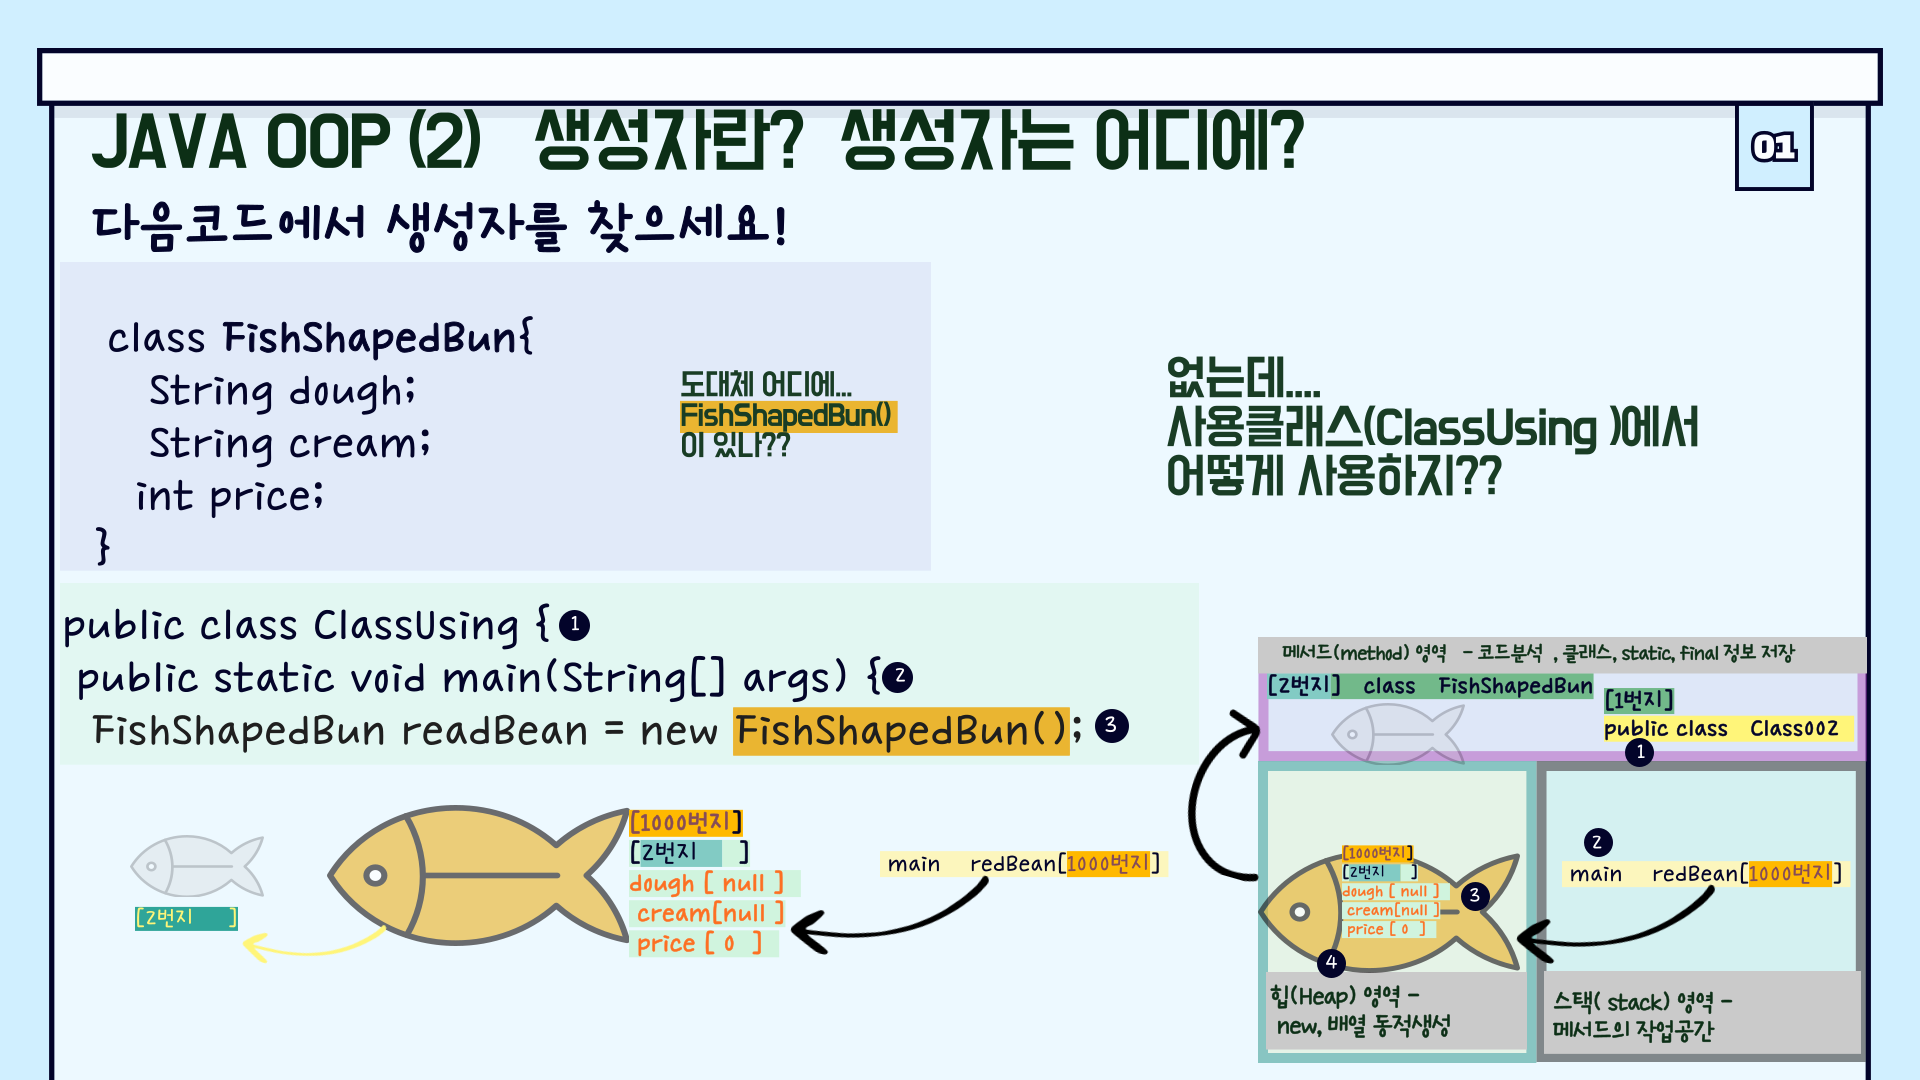 JAVA OOP (2) 생성자란? 생성자는 어디에?
01
다음코드에서 생성자를 찾으세요!
class FishShapedBun{
String dough;
String cream;
int price;
}
도대체 어디에...
FishShapedBun()
이 있나??
없는데....
사용클래스(ClassUsing )에서
어떻게 사용하지??
public class ClassUsing { 1
public static void main(String[] args) { 2
FishShapedBun readBean = new FishShapedBun(); 3
[2번지 ]
[1000번지]
[2번지 ]
dough [ null ]
cream[null ]
price [ 0 ]
main redBean[1000번지]
메서드(method) 영역 - 코드분석 , 클래스, static, final 정보 저장
[2번지] class FishShapedBun
[1번지]
public class Class002
1
[1000번지]
[2번지 ]
dough [ null ]
cream[null ]
price [ 0 ]
3
4
힙(Heap) 영역 -
new, 배열 동적생성
2
main redBean[1000번지]
스택( stack) 영역 -
메서드의 작업공간